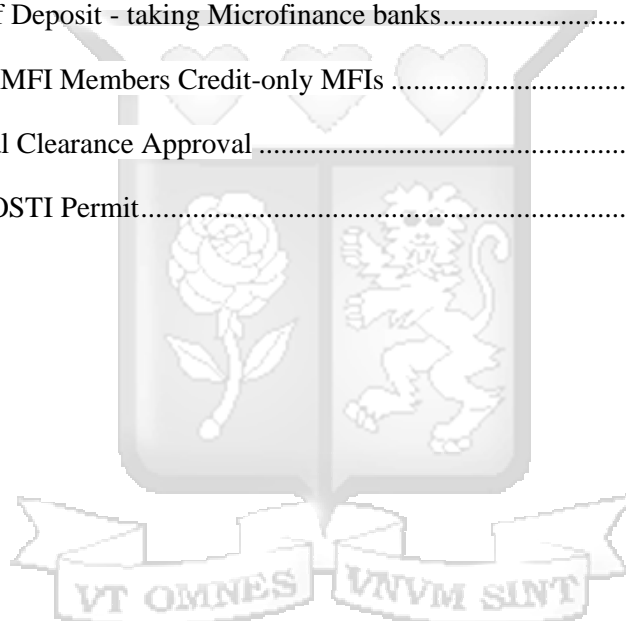 f Deposit - taking Microfinance banks.......................
MFI Members Credit-only MFIs .............................
l Clearance Approval .............................................
OSTI Permit............................................................
VT OMNES VNVM SINT